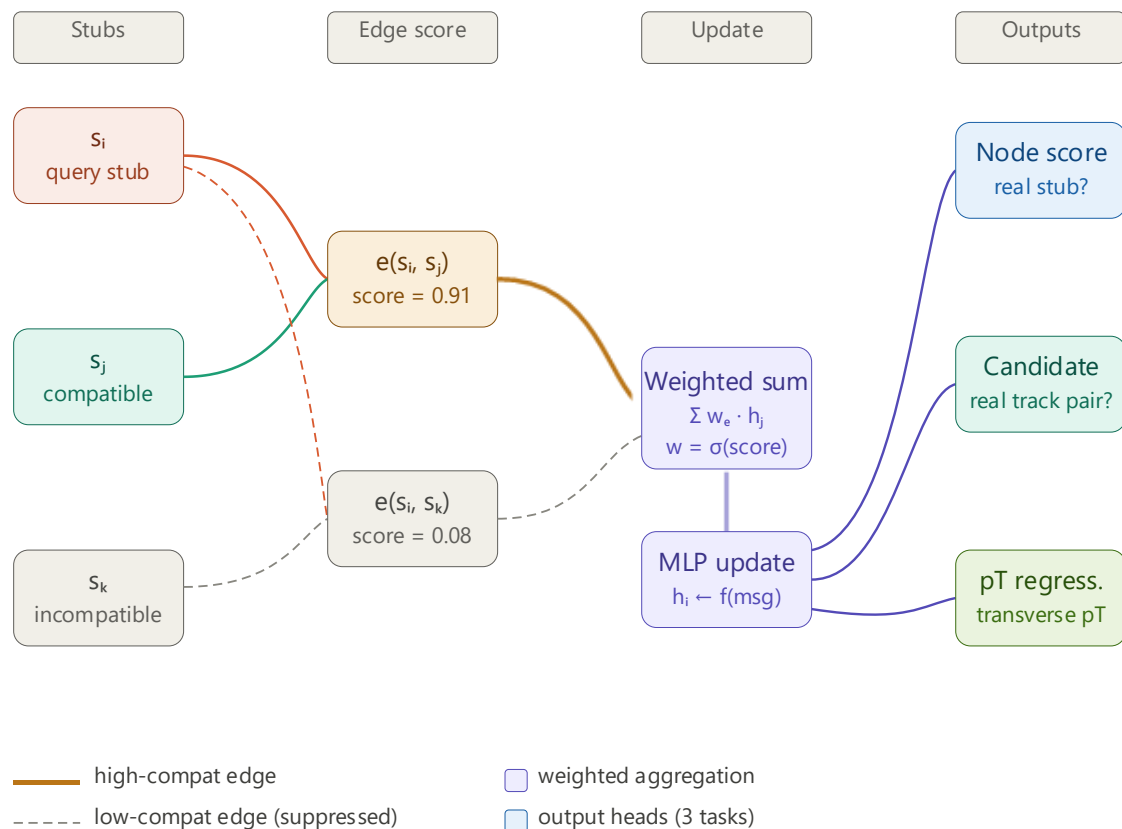 Stubs
Edge score
Update
Outputs
sᵢ
query stub
Node score
real stub?
e(sᵢ, sⱼ)
score = 0.91
sⱼ
compatible
Weighted sum
Σ wₑ · hⱼ
w = σ(score)
Candidate
real track pair?
e(sᵢ, sₖ)
score = 0.08
sₖ
incompatible
MLP update
hᵢ ← f(msg)
pT regress.
transverse pT
high-compat edge
weighted aggregation
low-compat edge (suppressed)
output heads (3 tasks)